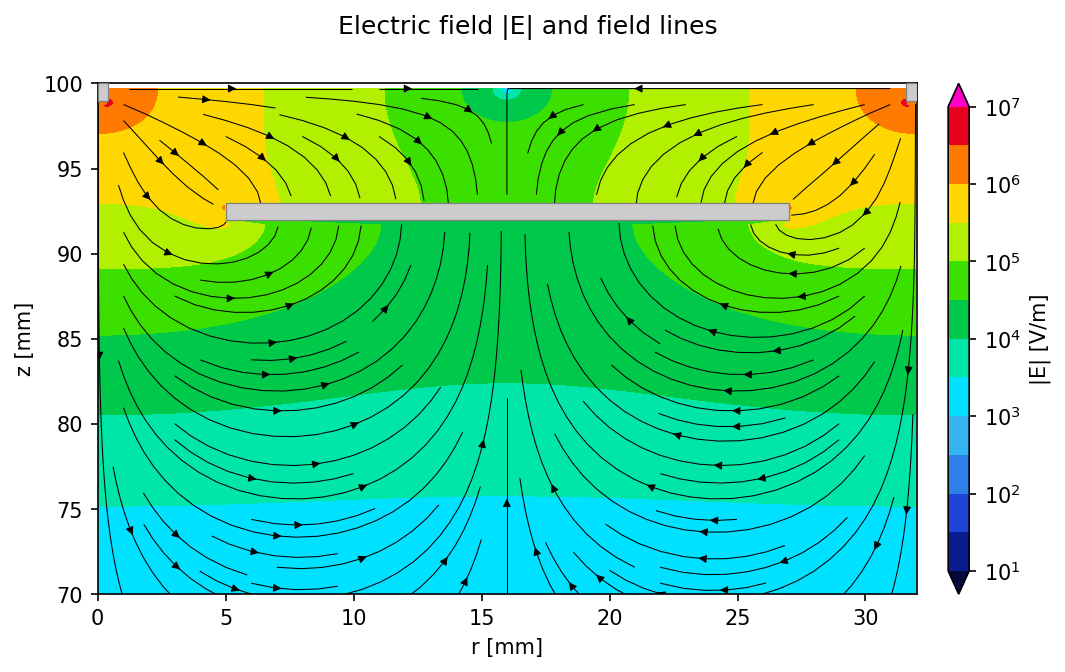 Electric field |E| and field lines
100
95
90
85
80
75
70
z [mm]
0 5 10 15 20 25 30
r [mm]
10⁷
10⁶
10⁵
10⁴
10³
10²
10¹
|E| [V/m]